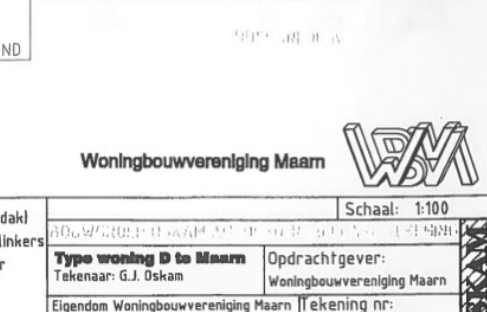 ND
Woningbouwvereniging Maarn
WBVM
Schaal: 1:100
dak)
linkers
r
Type woning D te Maarn
Tekenaar: G.J. Oskam
Opdrachtgever:
Woningbouwvereniging Maarn
Eigendom Woningbouwvereniging Maarn
Tekening nr: